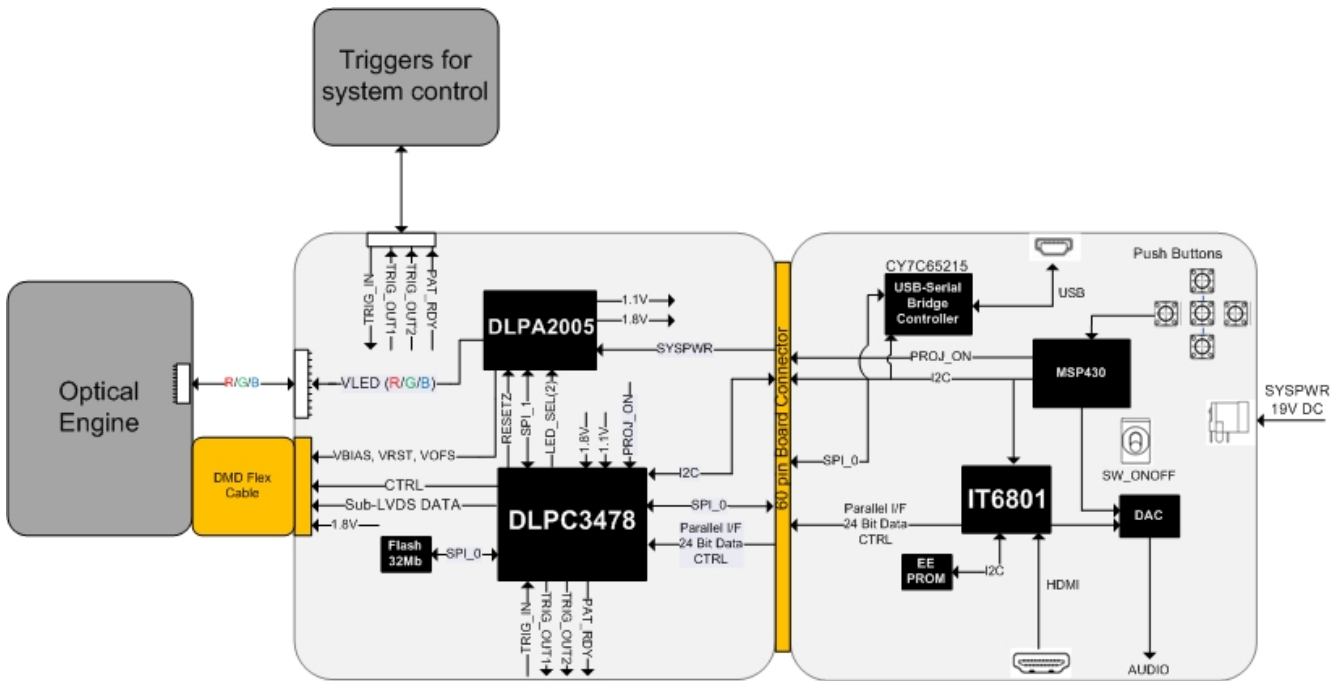 Triggers for
system control
TRIG_IN
TRIG_OUT1
TRIG_OUT2
PAT_RDY
Optical
Engine
R/G/B
DMD Flex
Cable
VLED (R/G/B)
DLPA2005
1.1V
1.8V
SYSPWR
RESETZ
SPI_1
LED_SEL(2)
1.8V
1.1V
PROJ_ON
VBIAS, VRST, VOFS
CTRL
Sub-LVDS DATA
1.8V
Flash
32Mb
SPI_0
DLPC3478
I2C
SPI_0
Parallel I/F
24 Bit Data
CTRL
TRIG_IN
TRIG_OUT1
TRIG_OUT2
PAT_RDY
60 pin Board Connector
CY7C65215
USB-Serial
Bridge
Controller
USB
Push Buttons
PROJ_ON
I2C
MSP430
SYSPWR
19V DC
SW_ONOFF
SPI_0
IT6801
Parallel I/F
24 Bit Data
CTRL
DAC
EE
PROM
I2C
HDMI
AUDIO